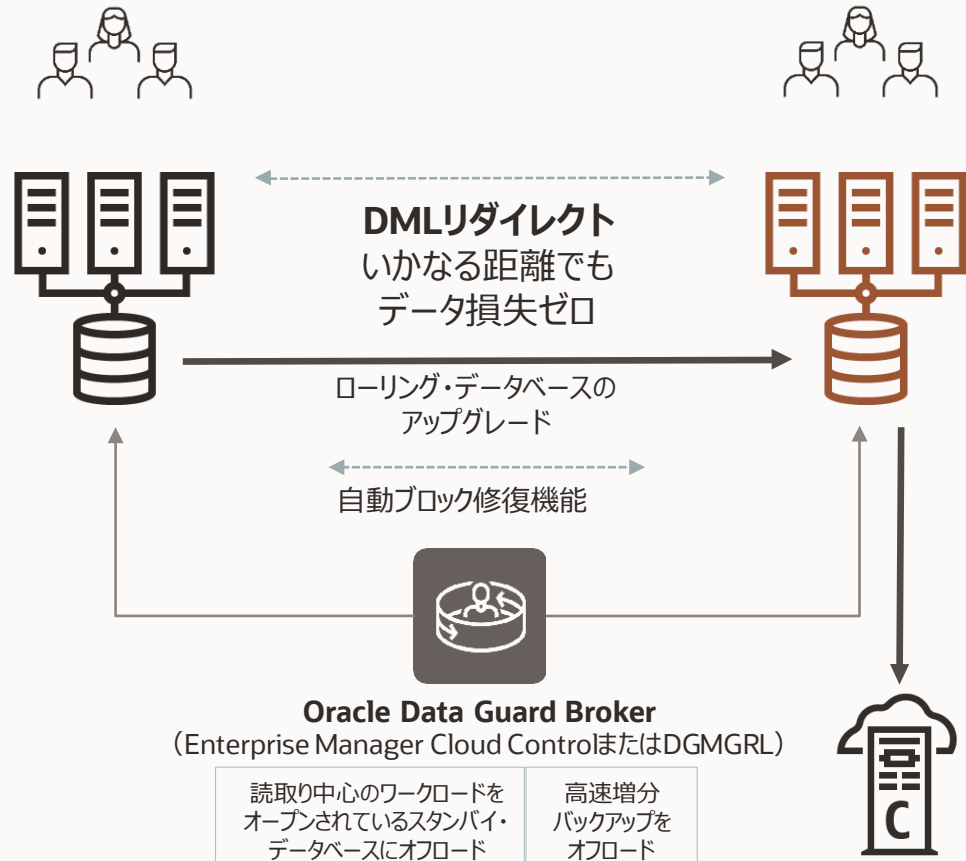 DMLリダイレクト
いかなる距離でも
データ損失ゼロ
ローリング・データベースの
アップグレード
自動ブロック修復機能
Oracle Data Guard Broker
（Enterprise Manager Cloud ControlまたはDGMGRL）
読取り中心のワークロードを
オープンされているスタンバイ・
データベースにオフロード
高速増分
バックアップを
オフロード
C